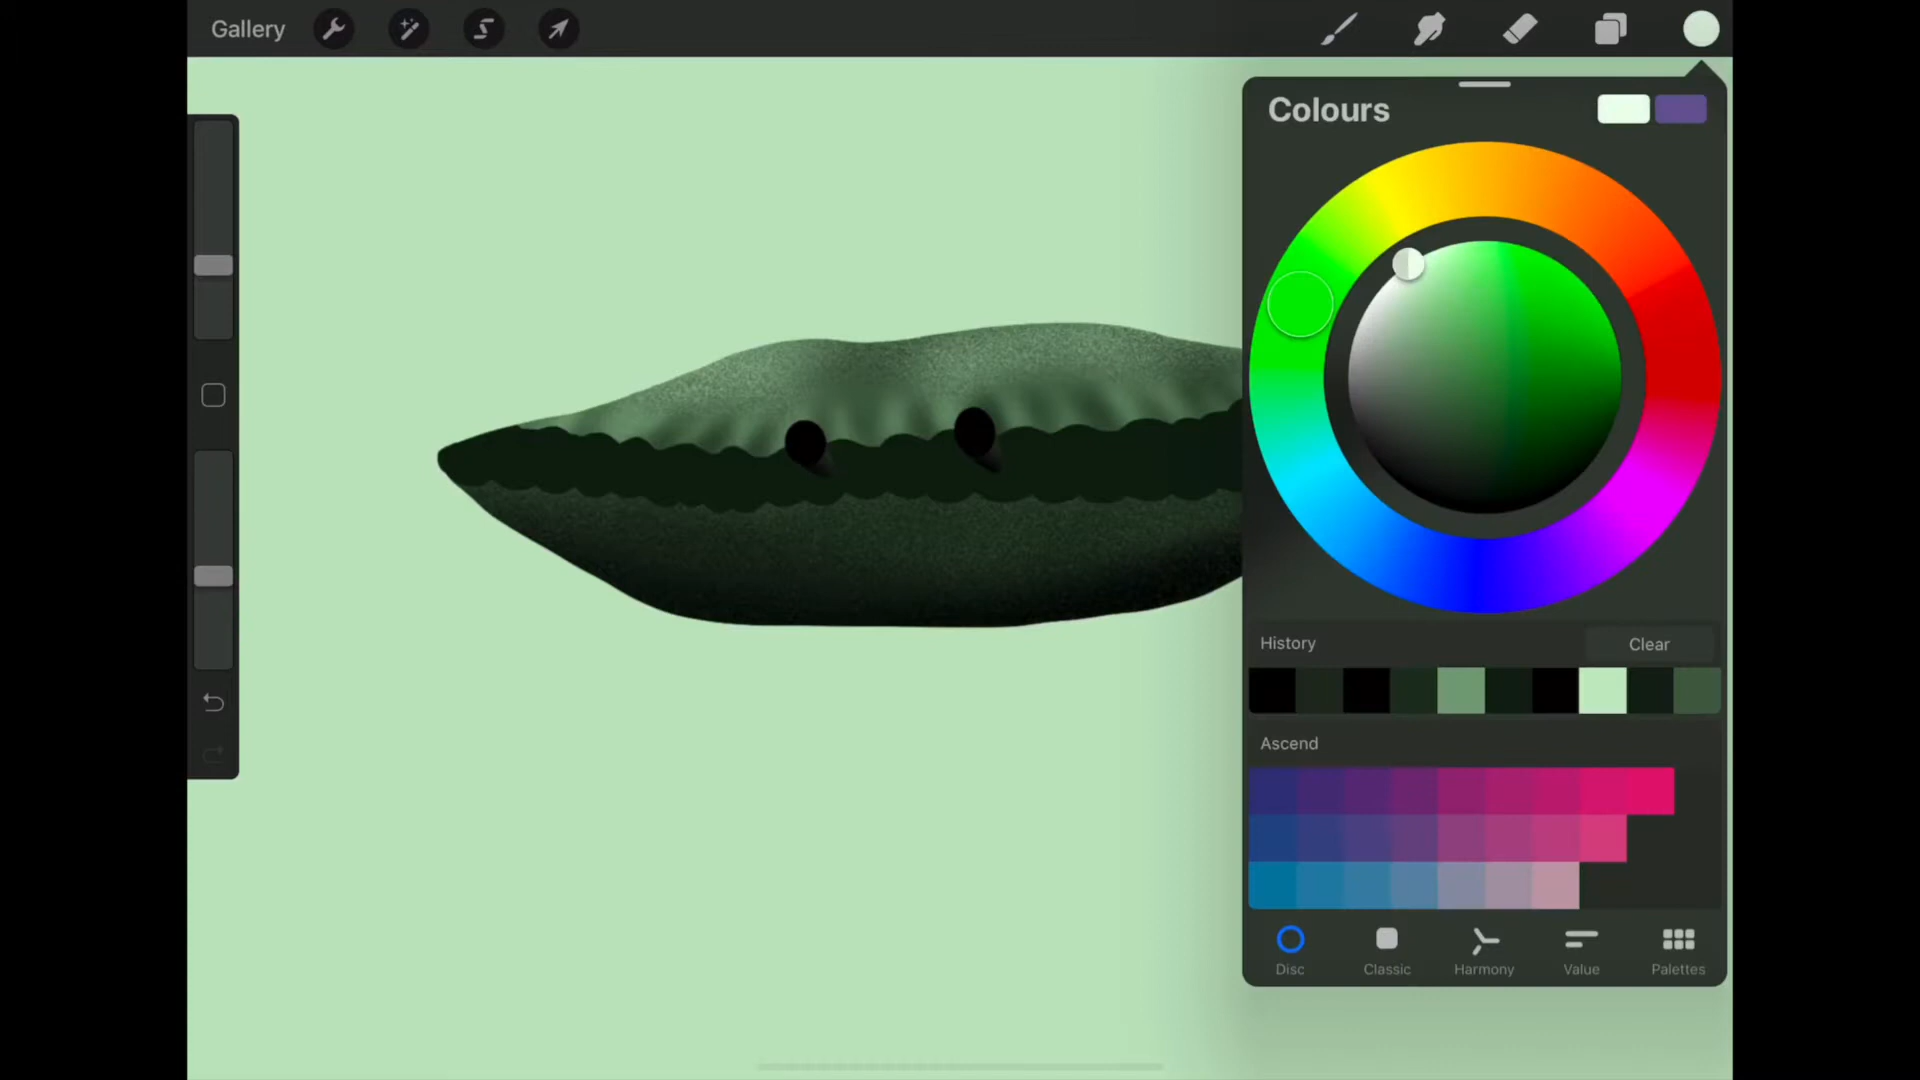 Gallery
Colours
History
Clear
Ascend
Disc
Classic
Harmony
Value
Palettes